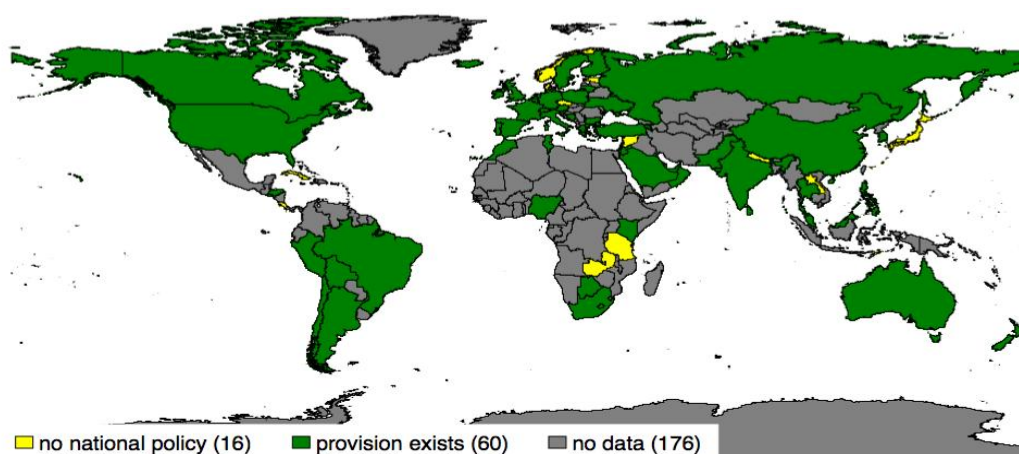 no national policy (16) provision exists (60) no data (176)